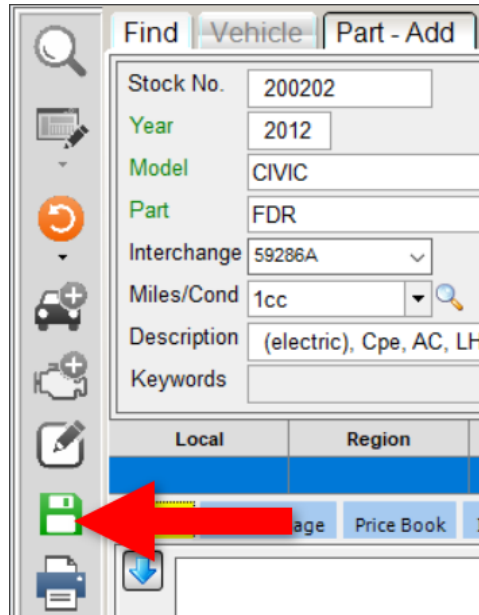 Find Vehicle Part - Add
Stock No. 200202
Year 2012
Model CIVIC
Part FDR
Interchange 59286A
Miles/Cond 1cc
Description (electric), Cpe, AC, LH
Keywords
Local Region
Price Book